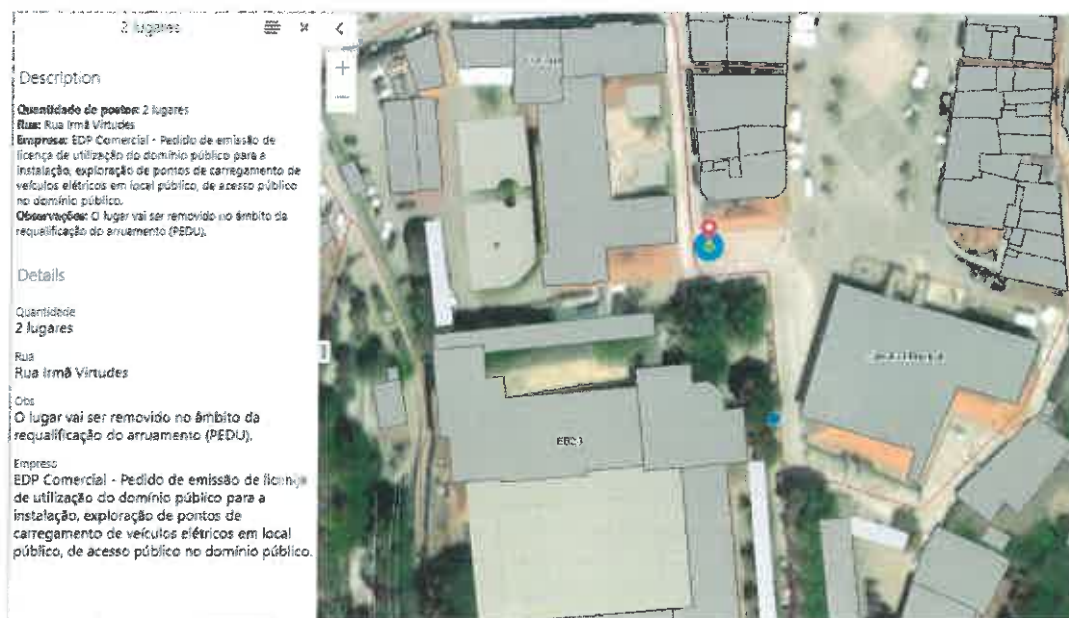 2 lugares
Description
Quantidade de postos: 2 lugares
Rua: Rua Irmã Virtudes
Empresa: EDP Comercial - Pedido de emissão de
licença de utilização do domínio público para a
instalação, exploração de pontos de carregamento de
veículos elétricos em local público, de acesso público
no domínio público.
Observações: O lugar vai ser removido no âmbito da
requalificação do arruamento (PEDU).
Details
Quantidade
2 lugares
Rua
Rua Irmã Virtudes
Obs
O lugar vai ser removido no âmbito da
requalificação do arruamento (PEDU).
Empresa
EDP Comercial - Pedido de emissão de licença
de utilização do domínio público para a
instalação, exploração de pontos de
carregamento de veículos elétricos em local
público, de acesso público no domínio público.
EB23